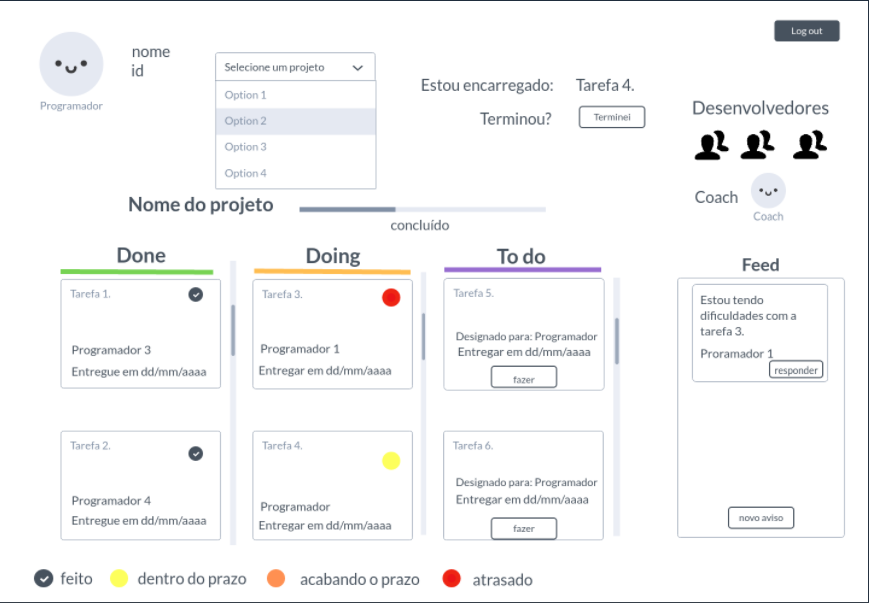 Log out
nome
id
Programador
Selecione um projeto
Option 1
Option 2
Option 3
Option 4
Estou encarregado: Tarefa 4.
Terminou? Terminei
Desenvolvedores
Coach
Coach
Nome do projeto
concluído
Done
Tarefa 1.
Programador 3
Entregue em dd/mm/aaaa
Tarefa 2.
Programador 4
Entregue em dd/mm/aaaa
Doing
Tarefa 3.
Programador 1
Entregar em dd/mm/aaaa
Tarefa 4.
Programador
Entregar em dd/mm/aaaa
To do
Tarefa 5.
Designado para: Programador
Entregar em dd/mm/aaaa
fazer
Tarefa 6.
Designado para: Programador
Entregar em dd/mm/aaaa
fazer
Feed
Estou tendo
dificuldades com a
tarefa 3.
Proramador 1
responder
novo aviso
feito dentro do prazo acabando o prazo atrasado